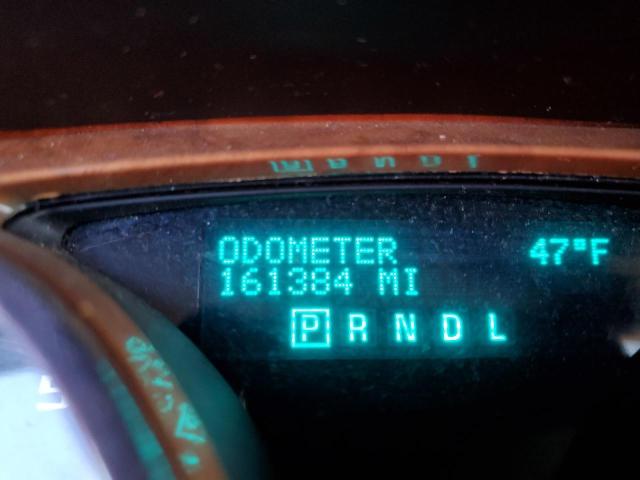 ODOMETER 47°F
161384 MI
P R N D L